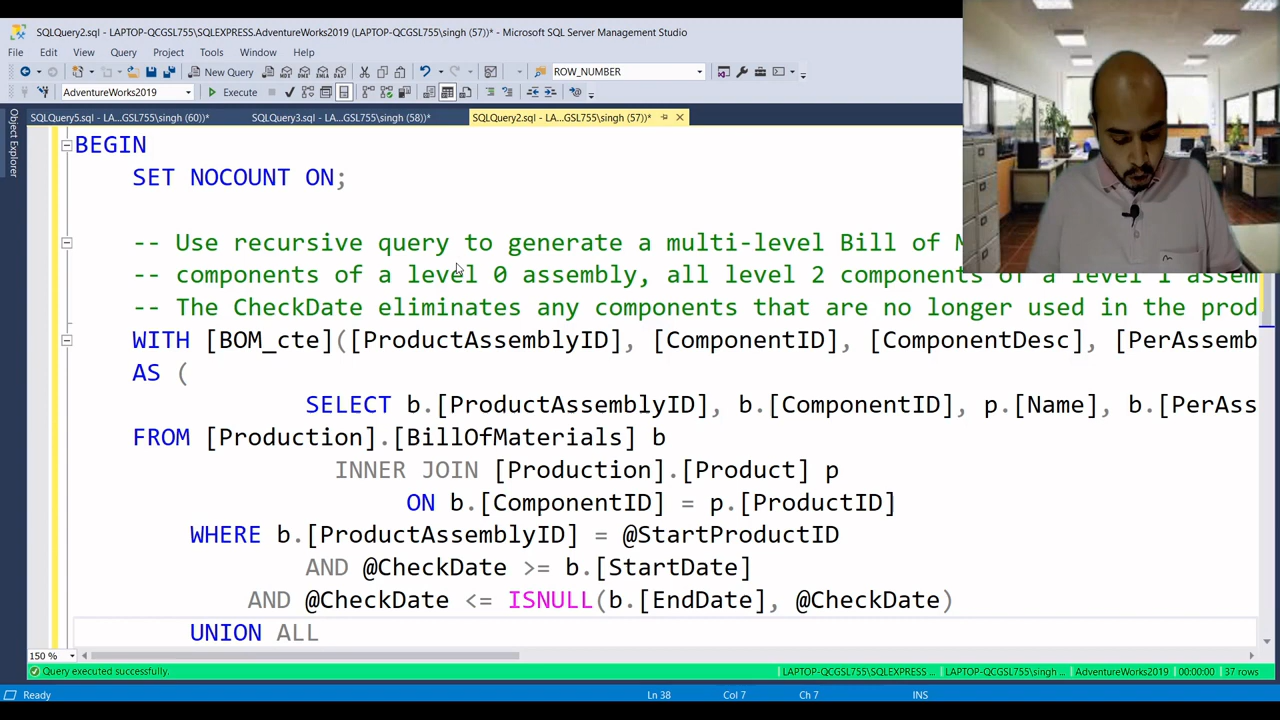 SQLQuery2.sql - LAPTOP-QCGSL755\SQLEXPRESS.AdventureWorks2019 (LAPTOP-QCGSL755\singh (57))* - Microsoft SQL Server Management Studio
File Edit View Query Project Tools Window Help
New Query ROW_NUMBER
AdventureWorks2019 Execute
SQLQuery5.sql - LA...GSL755\singh (60))* SQLQuery3.sql - LA...GSL755\singh (58))* SQLQuery2.sql - LA...GSL755\singh (57))*
Object Explorer
BEGIN
SET NOCOUNT ON;
-- Use recursive query to generate a multi-level Bill of
-- components of a level 0 assembly, all level 2 components of a level 1 assem
-- The CheckDate eliminates any components that are no longer used in the prod
WITH [BOM_cte]([ProductAssemblyID], [ComponentID], [ComponentDesc], [PerAssemb
AS (
SELECT b.[ProductAssemblyID], b.[ComponentID], p.[Name], b.[PerAss
FROM [Production].[BillOfMaterials] b
INNER JOIN [Production].[Product] p
ON b.[ComponentID] = p.[ProductID]
WHERE b.[ProductAssemblyID] = @StartProductID
AND @CheckDate >= b.[StartDate]
AND @CheckDate <= ISNULL(b.[EndDate], @CheckDate)
UNION ALL
150 %
Query executed successfully. LAPTOP-QCGSL755\SQLEXPRESS ... LAPTOP-QCGSL755\singh ... AdventureWorks2019 00:00:00 37 rows
Ready Ln 38 Col 7 Ch 7 INS